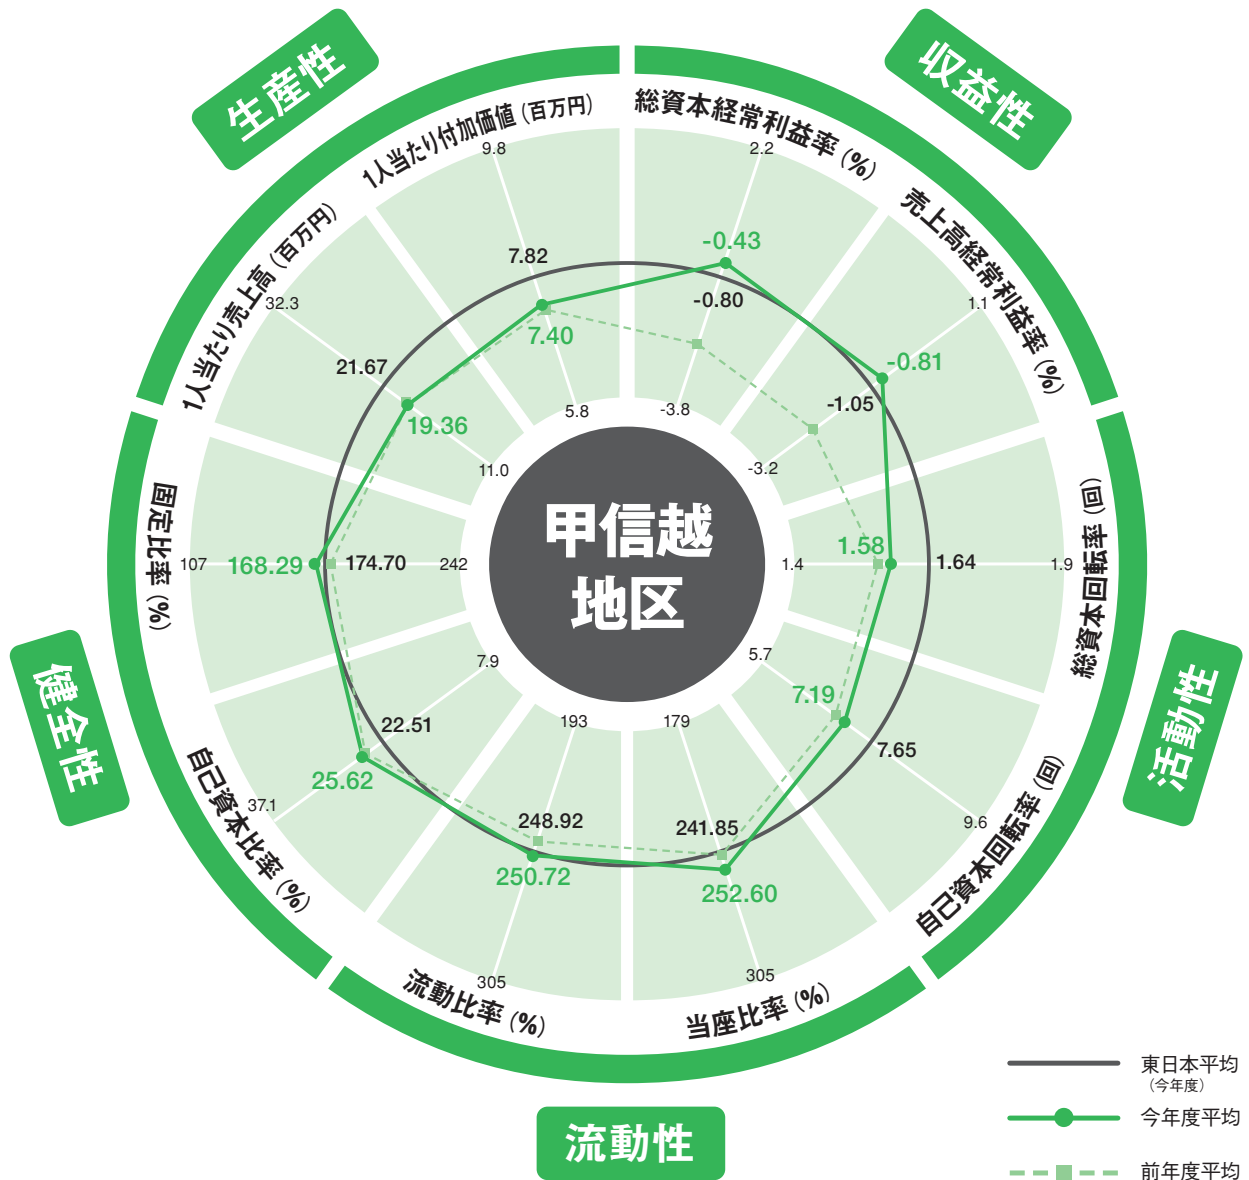 生産性
収益性
1人当たり付加価値（百万円）
総資本経常利益率（%）
9.8
2.2
売上高経常利益率（%）
1人当たり売上高（百万円）
-0.43
7.82
-0.80
32.3
1.1
7.40
-0.81
21.67
-1.05
5.8
-3.8
19.36
11.0
-3.2
固定比率（%）
総資本回転率（回）
甲信越
地区
107
168.29
174.70
242
1.4
1.58
1.64
1.9
健全性
活動性
7.9
5.7
7.19
22.51
193
179
7.65
25.62
自己資本比率（%）
自己資本回転率（回）
37.1
9.6
248.92
241.85
250.72
252.60
305
305
流動比率（%）
当座比率（%）
流動性
東日本平均
（今年度）
今年度平均
前年度平均